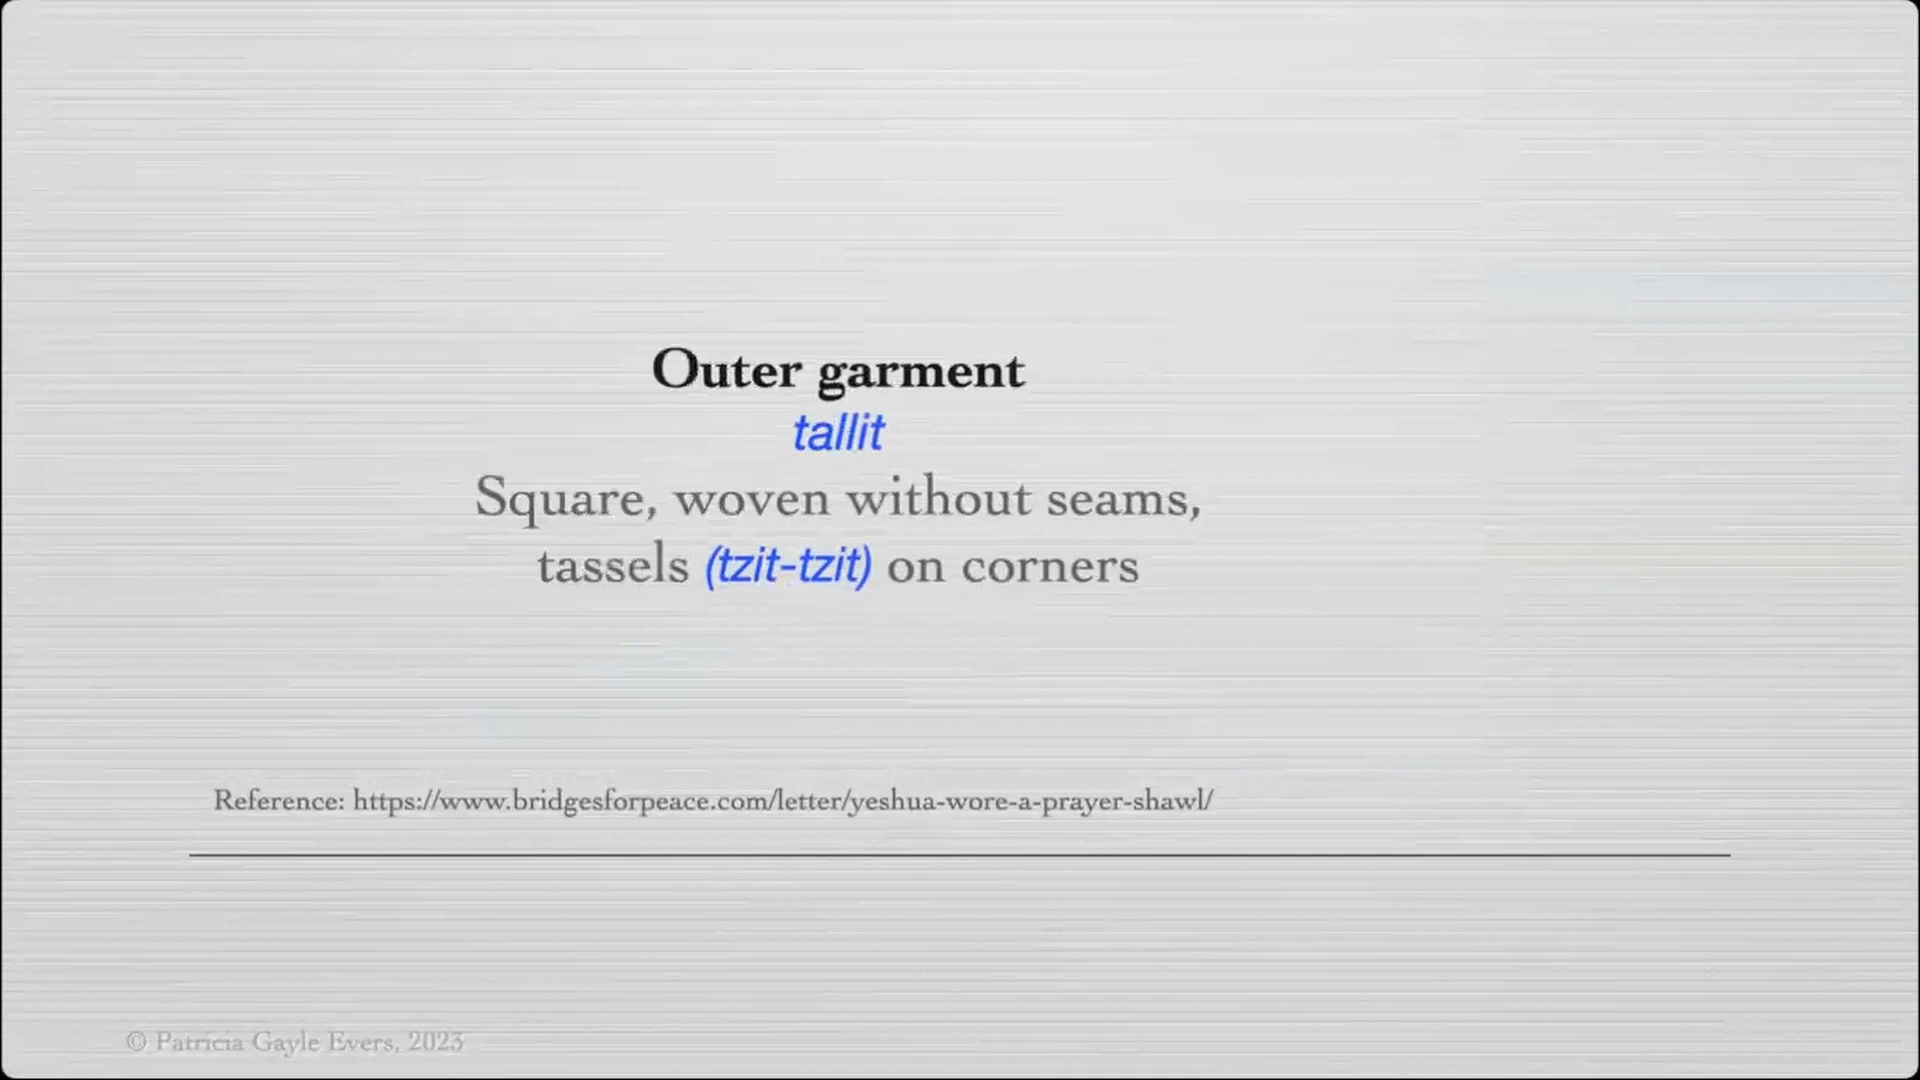 Outer garment
tallit
Square, woven without seams,
tassels (tzit-tzit) on corners
Reference: https://www.bridgesforpeace.com/letter/yeshua-wore-a-prayer-shawl/
© Patricia Gayle Evers, 2023